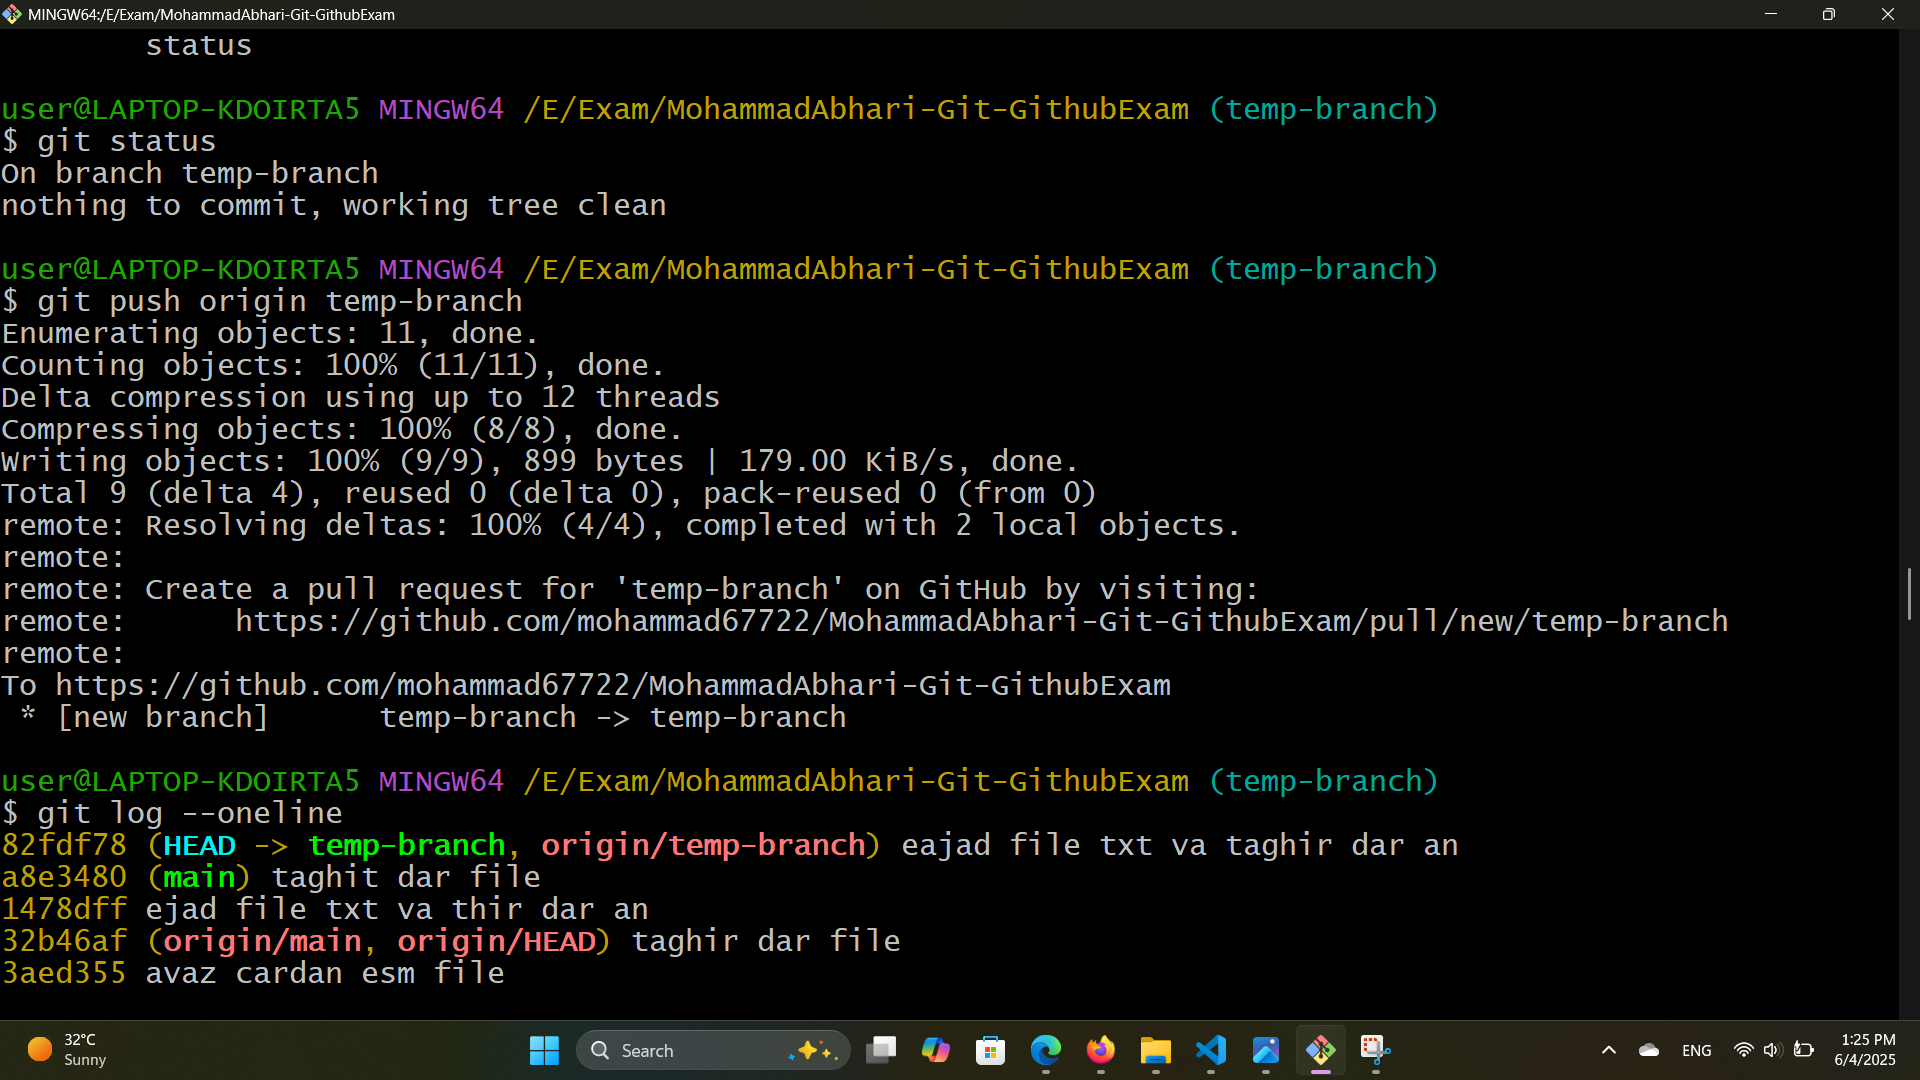 MINGW64:/E/Exam/MohammadAbhari-Git-GithubExam
status
user@LAPTOP-KDOIRTA5 MINGW64 /E/Exam/MohammadAbhari-Git-GithubExam (temp-branch)
$ git status
On branch temp-branch
nothing to commit, working tree clean
user@LAPTOP-KDOIRTA5 MINGW64 /E/Exam/MohammadAbhari-Git-GithubExam (temp-branch)
$ git push origin temp-branch
Enumerating objects: 11, done.
Counting objects: 100% (11/11), done.
Delta compression using up to 12 threads
Compressing objects: 100% (8/8), done.
Writing objects: 100% (9/9), 899 bytes | 179.00 KiB/s, done.
Total 9 (delta 4), reused 0 (delta 0), pack-reused 0 (from 0)
remote: Resolving deltas: 100% (4/4), completed with 2 local objects.
remote:
remote: Create a pull request for 'temp-branch' on GitHub by visiting:
remote:      https://github.com/mohammad67722/MohammadAbhari-Git-GithubExam/pull/new/temp-branch
remote:
To https://github.com/mohammad67722/MohammadAbhari-Git-GithubExam
 * [new branch]      temp-branch -> temp-branch
user@LAPTOP-KDOIRTA5 MINGW64 /E/Exam/MohammadAbhari-Git-GithubExam (temp-branch)
$ git log --oneline
82fdf78 (HEAD -> temp-branch, origin/temp-branch) eajad file txt va taghir dar an
a8e3480 (main) taghit dar file
1478dff ejad file txt va thir dar an
32b46af (origin/main, origin/HEAD) taghir dar file
3aed355 avaz cardan esm file
32°C
Sunny
Search
ENG
1:25 PM
6/4/2025